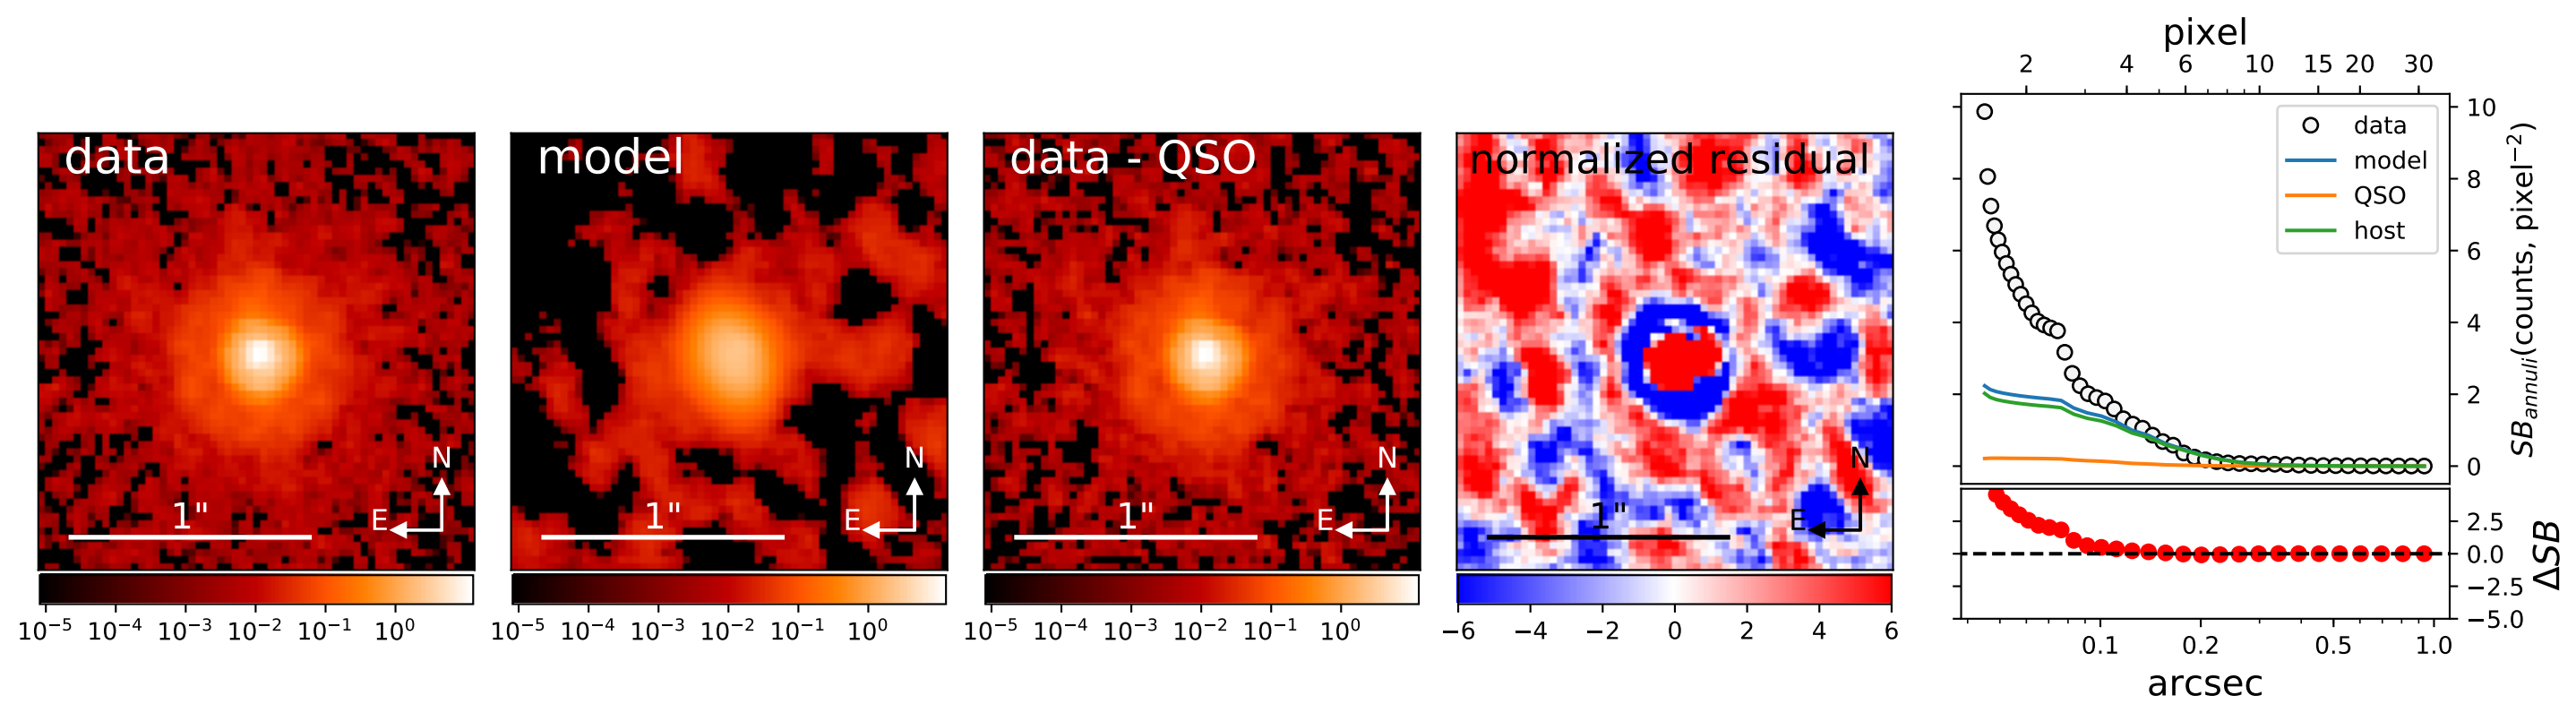 data
1"
N
E
10⁻⁵ 10⁻⁴ 10⁻³ 10⁻² 10⁻¹ 10⁰
model
1"
N
E
10⁻⁵ 10⁻⁴ 10⁻³ 10⁻² 10⁻¹ 10⁰
data - QSO
1"
N
E
10⁻⁵ 10⁻⁴ 10⁻³ 10⁻² 10⁻¹ 10⁰
normalized residual
1"
N
E
−6 −4 −2 0 2 4 6
pixel
2 4 6 10 15 20 30
data
model
QSO
host
10
8
6
4
2
0
SB_annuli(counts, pixel⁻²)
2.5
0.0
−2.5
−5.0
ΔSB
0.1 0.2 0.5 1.0
arcsec